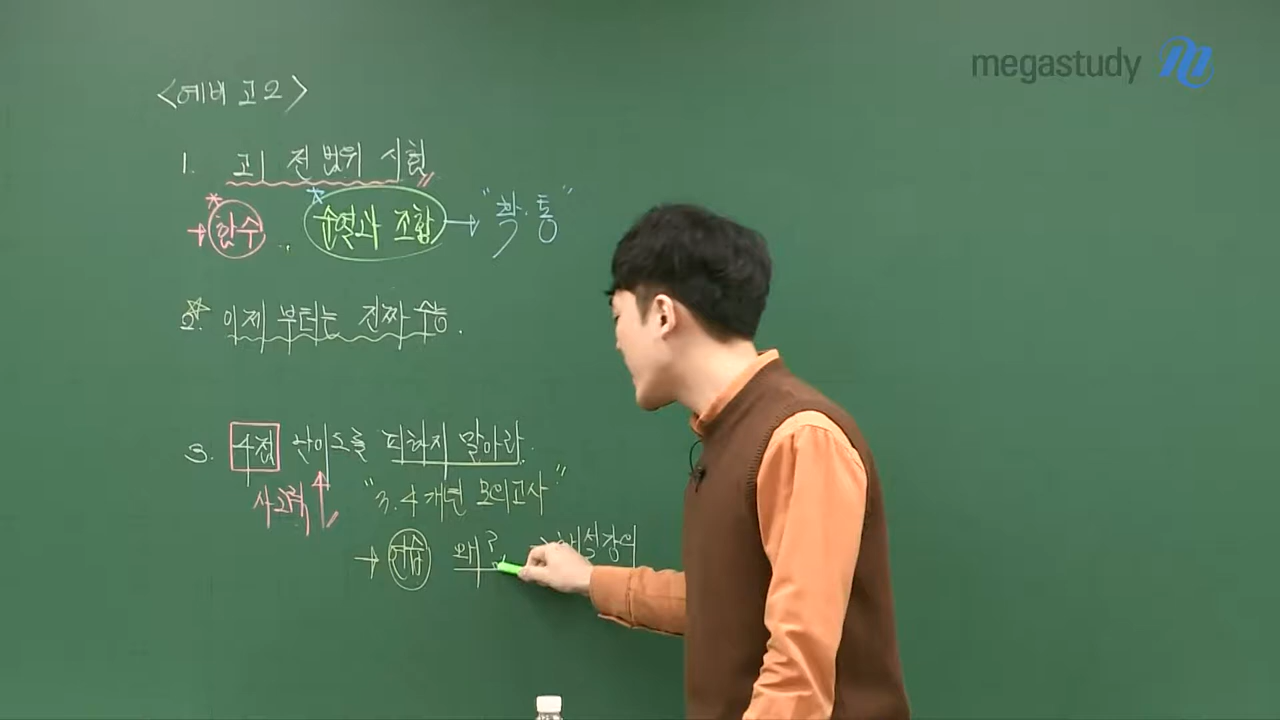 megastudy
<예비 고2>
1. 고1 전 범위 시험
→ 함수, 순열과 조합 → "확.통"
2. 이제 부터는 진짜 수능.
3. 4점 난이도를 피하지 말아라.
사고력↑ "3.4개년 모의고사"
→ 연습 왜? 해설강의